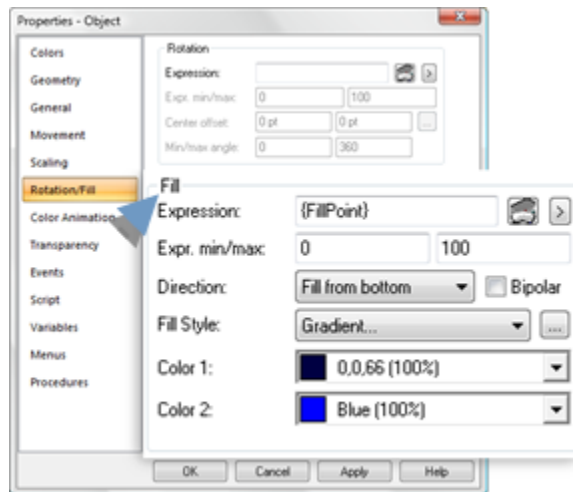 Properties - Object
Colors
Geometry
General
Movement
Scaling
Rotation/Fill
Color Animation
Transparency
Events
Script
Variables
Menus
Procedures
Rotation
Expression:
Expr. min/max: 0 100
Center offset: 0 pt 0 pt ...
Min/max angle: 0 360
Fill
Expression: {FillPoint} >
Expr. min/max: 0 100
Direction: Fill from bottom Bipolar
Fill Style: Gradient... ...
Color 1: 0,0,66 (100%)
Color 2: Blue (100%)
OK Cancel Apply Help